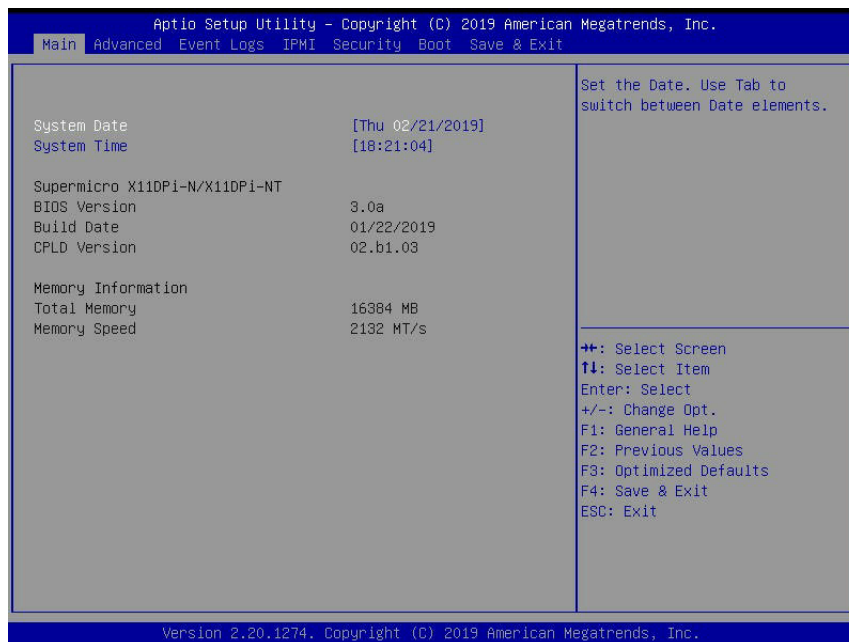 Aptio Setup Utility – Copyright (C) 2019 American Megatrends, Inc.
Main Advanced Event Logs IPMI Security Boot Save & Exit
System Date [Thu 02/21/2019]
System Time [18:21:04]
Supermicro X11DPi-N/X11DPi-NT
BIOS Version 3.0a
Build Date 01/22/2019
CPLD Version 02.b1.03
Memory Information
Total Memory 16384 MB
Memory Speed 2132 MT/s
Set the Date. Use Tab to
switch between Date elements.
→←: Select Screen
↑↓: Select Item
Enter: Select
+/-: Change Opt.
F1: General Help
F2: Previous Values
F3: Optimized Defaults
F4: Save & Exit
ESC: Exit
Version 2.20.1274. Copyright (C) 2019 American Megatrends, Inc.